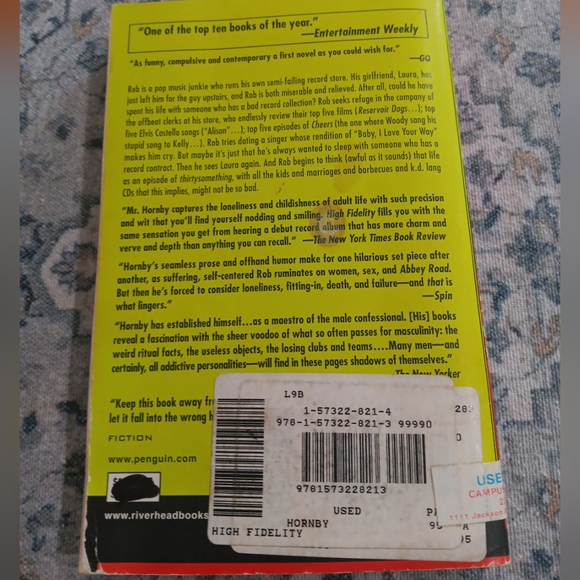 "One of the top ten books of the year."
—Entertainment Weekly
"As funny, compulsive and contemporary a first novel as you could wish for."
—GQ
Rob is a pop music junkie who runs his own semi-failing record store. His girlfriend, Laura, has
just left him for the guy upstairs, and Rob is both miserable and relieved. After all, could he have
spent his life with someone who has a bad record collection? Rob seeks refuge in the company of
the offbeat clerks at his store, who endlessly review their top five films (Reservoir Dogs...); top
five Elvis Costello songs ("Alison"...); top five episodes of Cheers (the one where Woody sang his
stupid song to Kelly...). Rob tries dating a singer whose rendition of "Baby, I Love Your Way"
makes him cry. But maybe it's just that he's always wanted to sleep with someone who has a
record contract. Then he sees Laura again. And Rob begins to think (awful as it sounds) that life
as an episode of thirtysomething, with all the kids and marriages and barbecues and k.d. lang
CDs that this implies, might not be so bad.
"Mr. Hornby captures the loneliness and childishness of adult life with such precision
and wit that you'll find yourself nodding and smiling. High Fidelity fills you with the
same sensation you get from hearing a debut record album that has more charm and
verve and depth than anything you can recall." —The New York Times Book Review
"Hornby's seamless prose and offhand humor make for one hilarious set piece after
another, as suffering, self-centered Rob ruminates on women, sex, and Abbey Road.
But then he's forced to consider loneliness, fitting-in, death, and failure—and that is
what lingers."
—Spin
"Hornby has established himself...as a maestro of the male confessional. [His] books
reveal a fascination with the sheer voodoo of what so often passes for masculinity: the
weird ritual facts, the useless objects, the losing clubs and teams....Many men—and
certainly, all addictive personalities—will find in these pages shadows of themselves."
The New Yorker
"Keep this book away
let it fall into the wrong
FICTION
www.penguin.com
www.riverheadbooks
L9B
1-57322-821-4
978-1-57322-821-3 99990
9781573228213
USED
HORNBY
HIGH FIDELITY
95
A
95
USE
CAMPUS
1111 Jackson